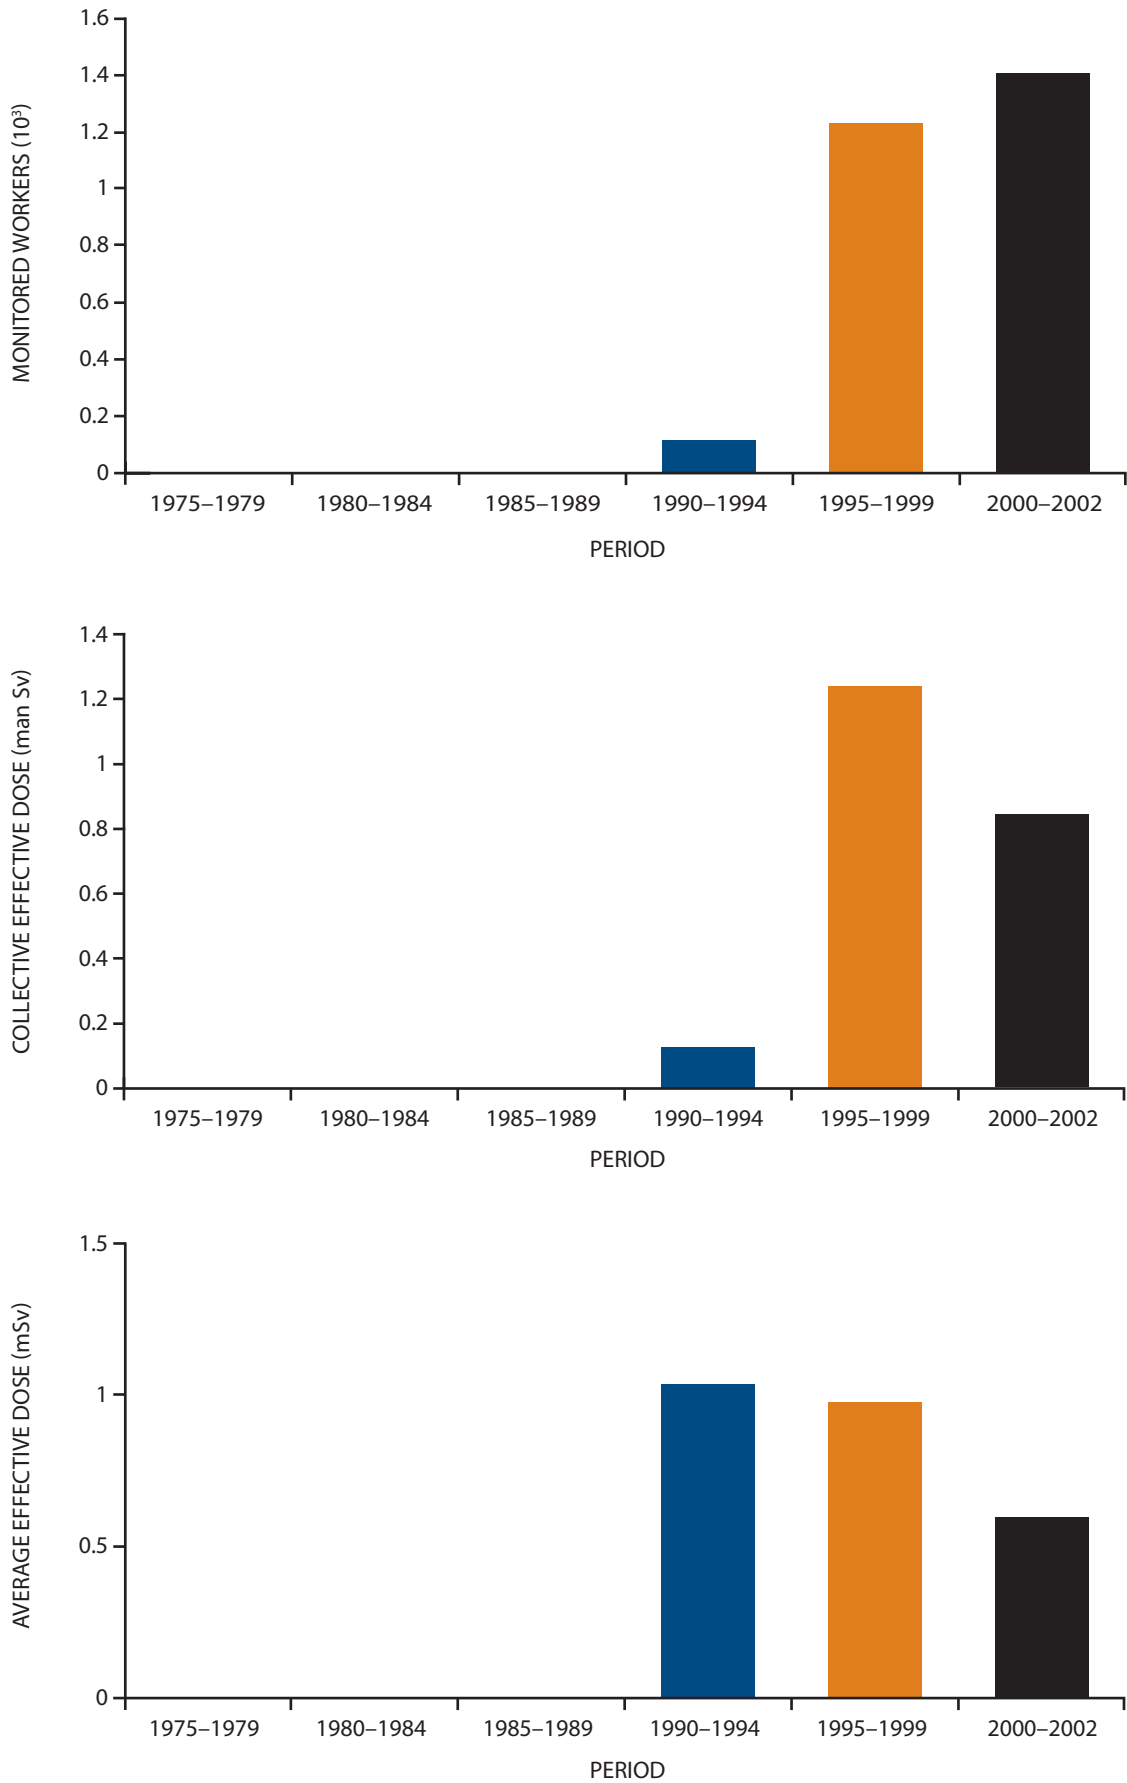 MONITORED WORKERS (10³)
1.6
1.4
1.2
1
0.8
0.6
0.4
0.2
0
1975–1979 1980–1984 1985–1989 1990–1994 1995–1999 2000–2002
PERIOD
COLLECTIVE EFFECTIVE DOSE (man Sv)
1.4
1.2
1
0.8
0.6
0.4
0.2
0
1975–1979 1980–1984 1985–1989 1990–1994 1995–1999 2000–2002
PERIOD
AVERAGE EFFECTIVE DOSE (mSv)
1.5
1
0.5
0
1975–1979 1980–1984 1985–1989 1990–1994 1995–1999 2000–2002
PERIOD